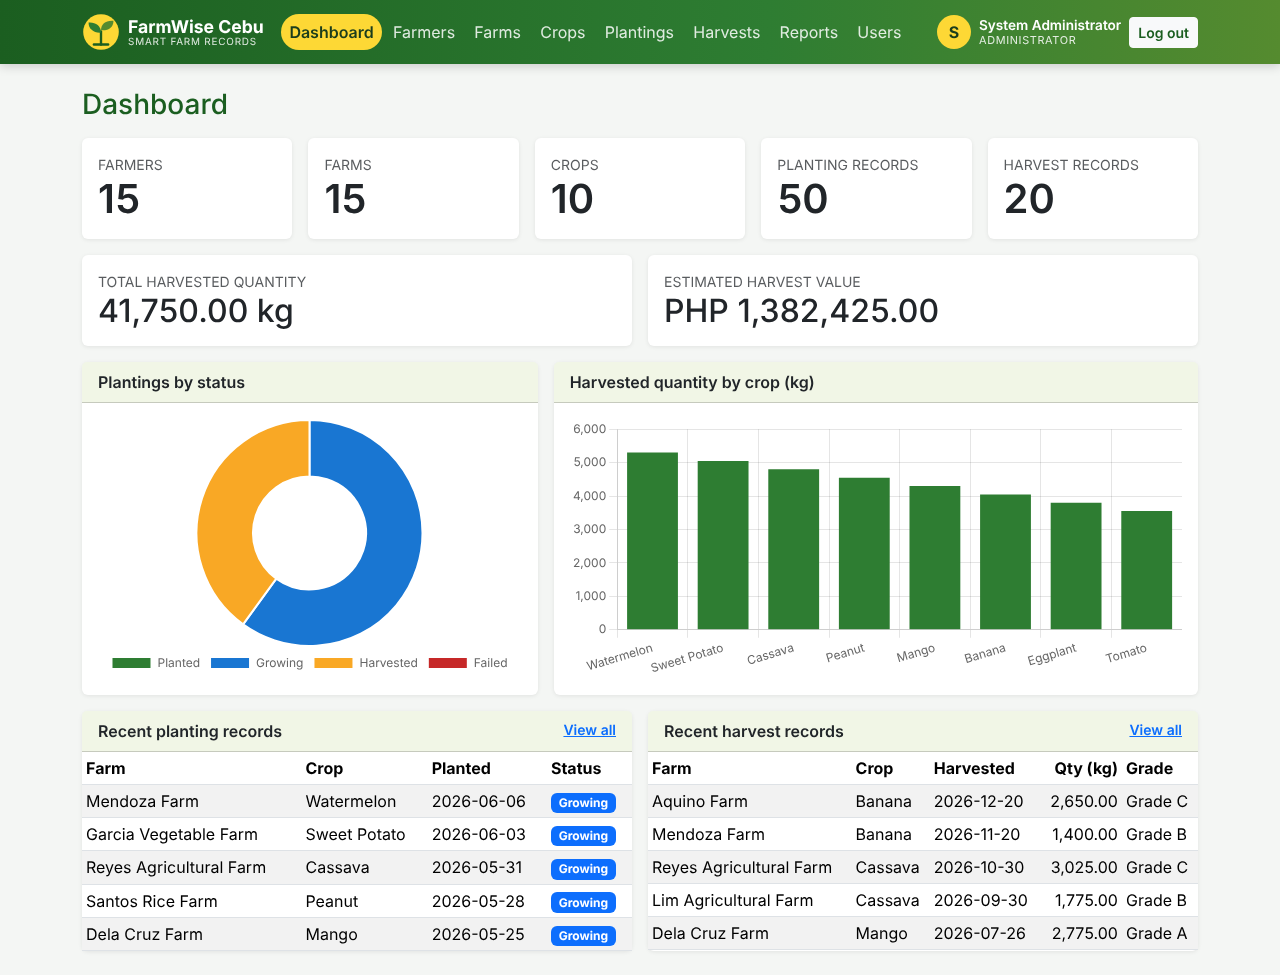 FarmWise Cebu
SMART FARM RECORDS
Dashboard Farmers Farms Crops Plantings Harvests Reports Users
S
System Administrator
ADMINISTRATOR
Log out
Dashboard
FARMERS
15
FARMS
15
CROPS
10
PLANTING RECORDS
50
HARVEST RECORDS
20
TOTAL HARVESTED QUANTITY
41,750.00 kg
ESTIMATED HARVEST VALUE
PHP 1,382,425.00
Plantings by status
Planted Growing Harvested Failed
Harvested quantity by crop (kg)
6,000
5,000
4,000
3,000
2,000
1,000
0
Watermelon Sweet Potato Cassava Peanut Mango Banana Eggplant Tomato
Recent planting records View all
Farm Crop Planted Status
Mendoza Farm Watermelon 2026-06-06 Growing
Garcia Vegetable Farm Sweet Potato 2026-06-03 Growing
Reyes Agricultural Farm Cassava 2026-05-31 Growing
Santos Rice Farm Peanut 2026-05-28 Growing
Dela Cruz Farm Mango 2026-05-25 Growing
Recent harvest records View all
Farm Crop Harvested Qty (kg) Grade
Aquino Farm Banana 2026-12-20 2,650.00 Grade C
Mendoza Farm Banana 2026-11-20 1,400.00 Grade B
Reyes Agricultural Farm Cassava 2026-10-30 3,025.00 Grade C
Lim Agricultural Farm Cassava 2026-09-30 1,775.00 Grade B
Dela Cruz Farm Mango 2026-07-26 2,775.00 Grade A